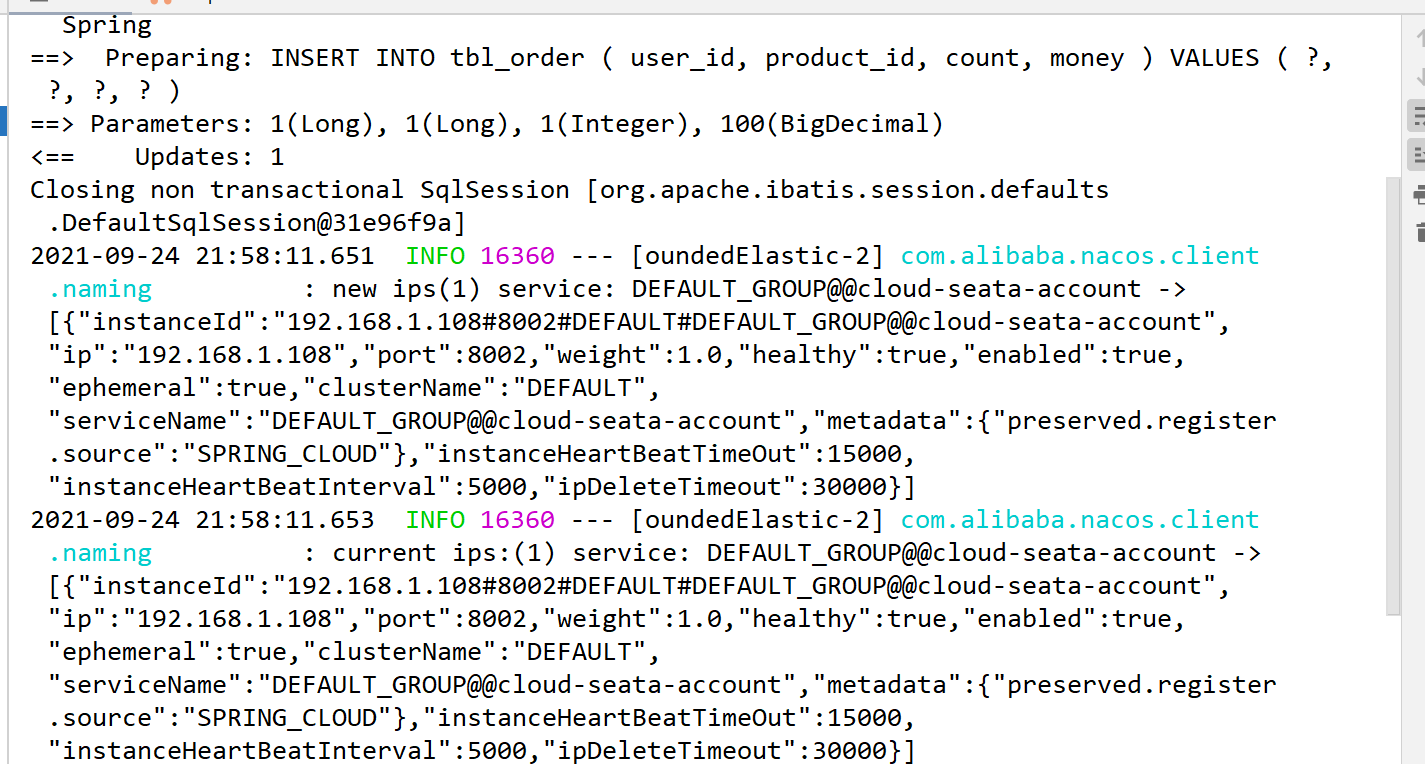 Spring
==>  Preparing: INSERT INTO tbl_order ( user_id, product_id, count, money ) VALUES ( ?,
?, ?, ? )
==> Parameters: 1(Long), 1(Long), 1(Integer), 100(BigDecimal)
<==    Updates: 1
Closing non transactional SqlSession [org.apache.ibatis.session.defaults
.DefaultSqlSession@31e96f9a]
2021-09-24 21:58:11.651  INFO 16360 --- [oundedElastic-2] com.alibaba.nacos.client
.naming          : new ips(1) service: DEFAULT_GROUP@@cloud-seata-account ->
[{"instanceId":"192.168.1.108#8002#DEFAULT#DEFAULT_GROUP@@cloud-seata-account",
"ip":"192.168.1.108","port":8002,"weight":1.0,"healthy":true,"enabled":true,
"ephemeral":true,"clusterName":"DEFAULT",
"serviceName":"DEFAULT_GROUP@@cloud-seata-account","metadata":{"preserved.register
.source":"SPRING_CLOUD"},"instanceHeartBeatTimeOut":15000,
"instanceHeartBeatInterval":5000,"ipDeleteTimeout":30000}]
2021-09-24 21:58:11.653  INFO 16360 --- [oundedElastic-2] com.alibaba.nacos.client
.naming          : current ips:(1) service: DEFAULT_GROUP@@cloud-seata-account ->
[{"instanceId":"192.168.1.108#8002#DEFAULT#DEFAULT_GROUP@@cloud-seata-account",
"ip":"192.168.1.108","port":8002,"weight":1.0,"healthy":true,"enabled":true,
"ephemeral":true,"clusterName":"DEFAULT",
"serviceName":"DEFAULT_GROUP@@cloud-seata-account","metadata":{"preserved.register
.source":"SPRING_CLOUD"},"instanceHeartBeatTimeOut":15000,
"instanceHeartBeatInterval":5000,"ipDeleteTimeout":30000}]